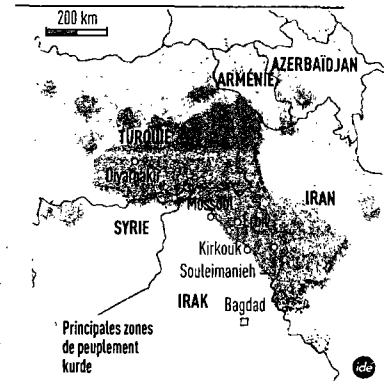 200 km
AZERBAÏDJAN
ARMÉNIE
TURQUIE
Diyarbakir
IRAN
Mossoul
SYRIE
Erbil
Kirkouk
Souleimanieh
IRAK
Bagdad
Principales zones
de peuplement
kurde
idé